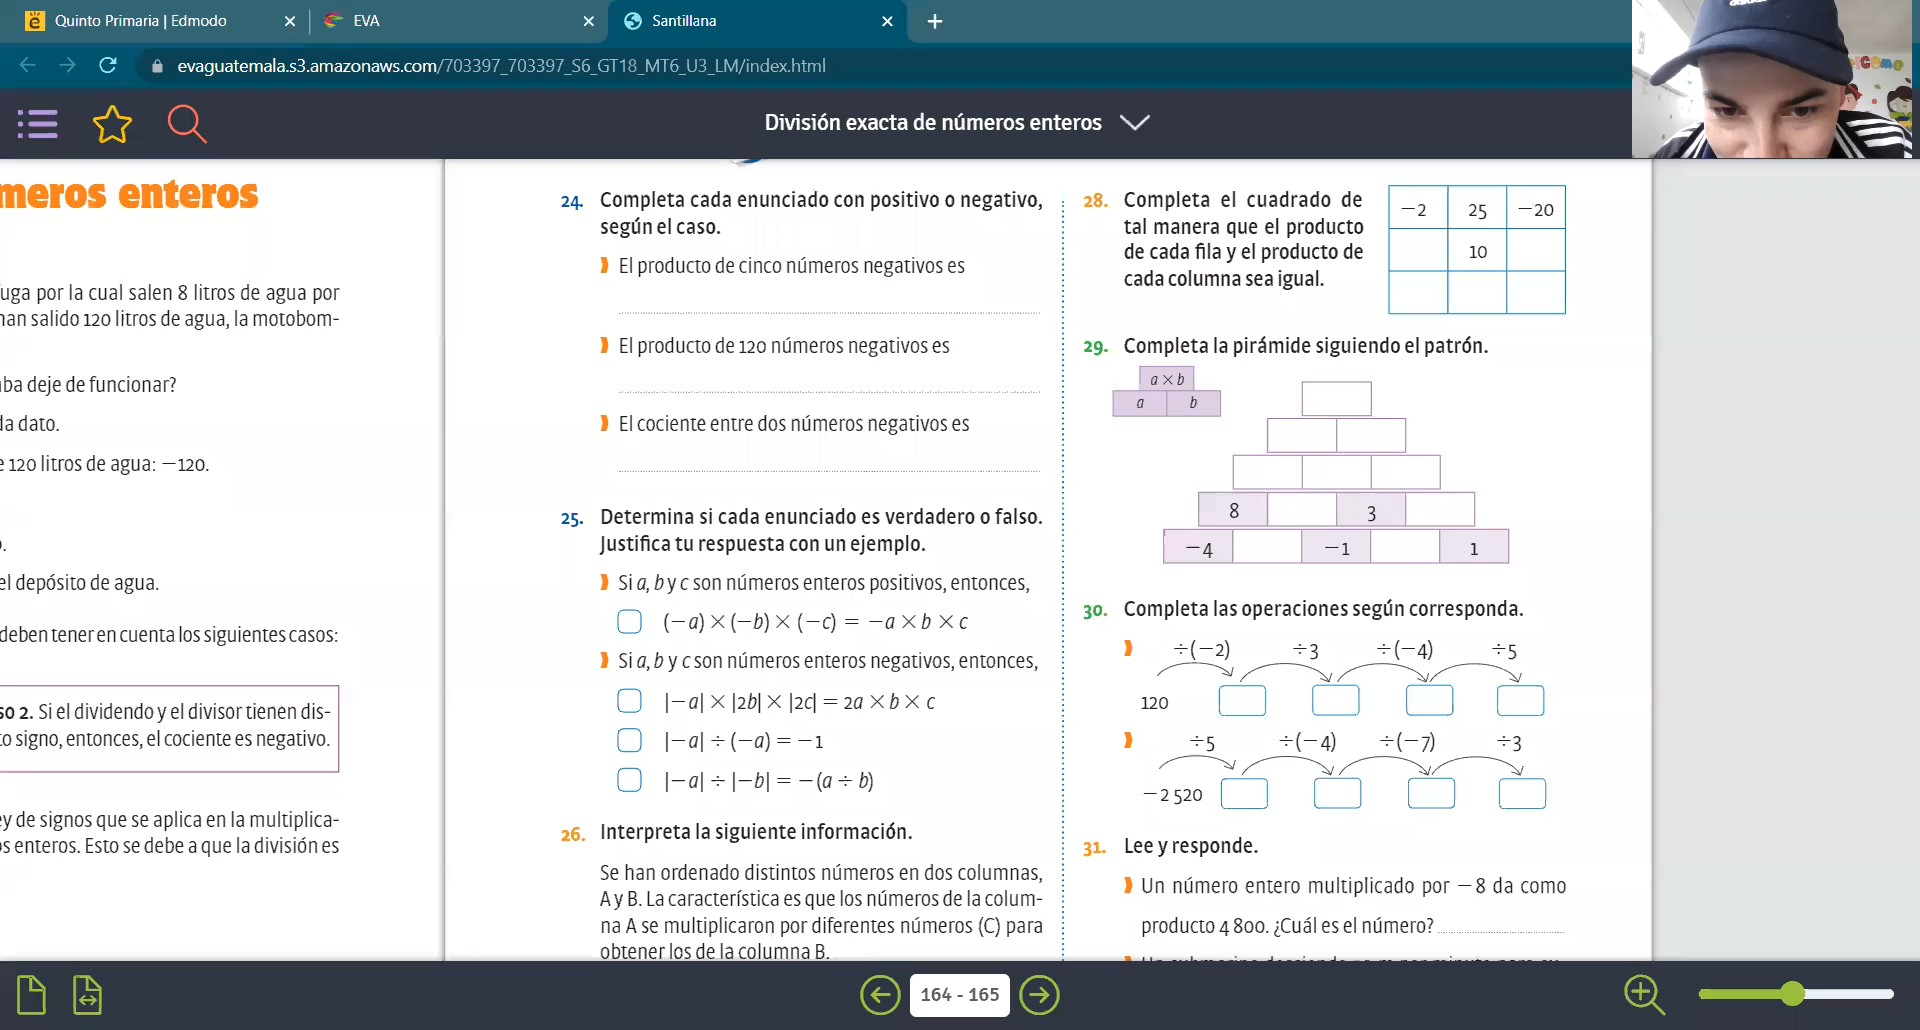 Quinto Primaria | Edmodo
EVA
Santillana
evaguatemala.s3.amazonaws.com/703397_703397_S6_GT18_MT6_U3_LM/index.html
División exacta de números enteros
meros enteros
uga por la cual salen 8 litros de agua por
han salido 120 litros de agua, la motobom-
ba deje de funcionar?
da dato.
e 120 litros de agua: −120.
el depósito de agua.
deben tener en cuenta los siguientes casos:
so 2. Si el dividendo y el divisor tienen dis-
to signo, entonces, el cociente es negativo.
ey de signos que se aplica en la multiplica-
os enteros. Esto se debe a que la división es
24. Completa cada enunciado con positivo o negativo,
según el caso.
El producto de cinco números negativos es
El producto de 120 números negativos es
El cociente entre dos números negativos es
25. Determina si cada enunciado es verdadero o falso.
Justifica tu respuesta con un ejemplo.
Si a, b y c son números enteros positivos, entonces,
(−a) × (−b) × (−c) = −a × b × c
Si a, b y c son números enteros negativos, entonces,
|−a| × |2b| × |2c| = 2a × b × c
|−a| ÷ (−a) = −1
|−a| ÷ |−b| = −(a ÷ b)
26. Interpreta la siguiente información.
Se han ordenado distintos números en dos columnas,
A y B. La característica es que los números de la colum-
na A se multiplicaron por diferentes números (C) para
obtener los de la columna B.
28. Completa el cuadrado de
tal manera que el producto
de cada fila y el producto de
cada columna sea igual.
−2 25 −20
10
29. Completa la pirámide siguiendo el patrón.
a × b
a b
8 3
−4 −1 1
30. Completa las operaciones según corresponda.
÷(−2) ÷3 ÷(−4) ÷5
120
÷5 ÷(−4) ÷(−7) ÷3
−2 520
31. Lee y responde.
Un número entero multiplicado por −8 da como
producto 4 800. ¿Cuál es el número?
164 - 165